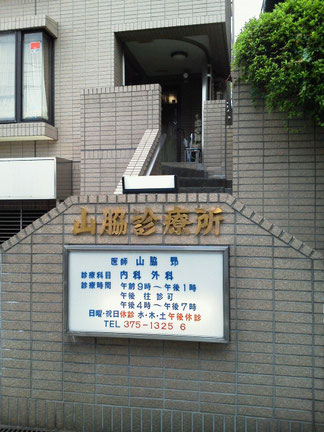 山脇診療所
医師 山脇
診療科目 内科 外科
診療時間 午前9時〜午後1時
午後 往診可
午後4時〜午後7時
日曜・祝日休診 水・木・土午後休診
TEL 375-1325 6